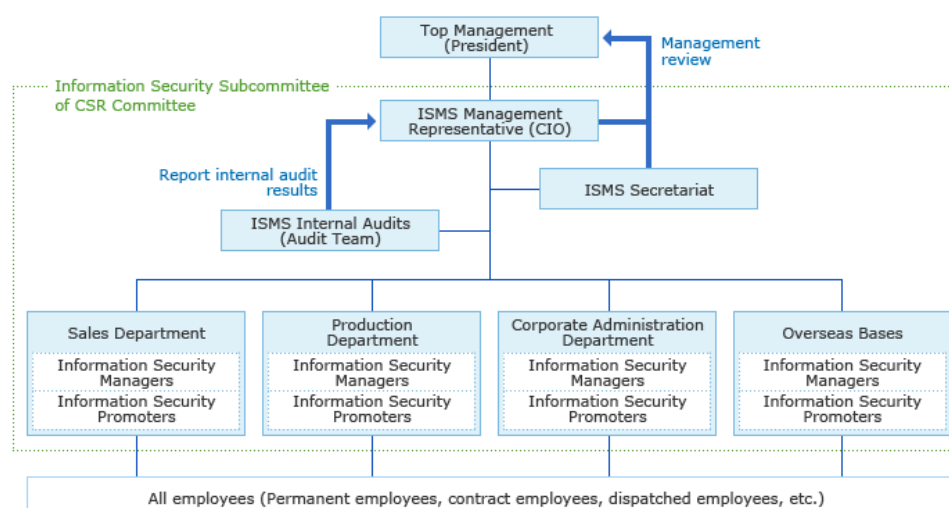 Top Management
(President)
Management
review
Information Security Subcommittee
of CSR Committee
ISMS Management
Representative (CIO)
Report internal audit
results
ISMS Secretariat
ISMS Internal Audits
(Audit Team)
Sales Department
Information Security
Managers
Information Security
Promoters
Production
Department
Information Security
Managers
Information Security
Promoters
Corporate Administration
Department
Information Security
Managers
Information Security
Promoters
Overseas Bases
Information Security
Managers
Information Security
Promoters
All employees (Permanent employees, contract employees, dispatched employees, etc.)